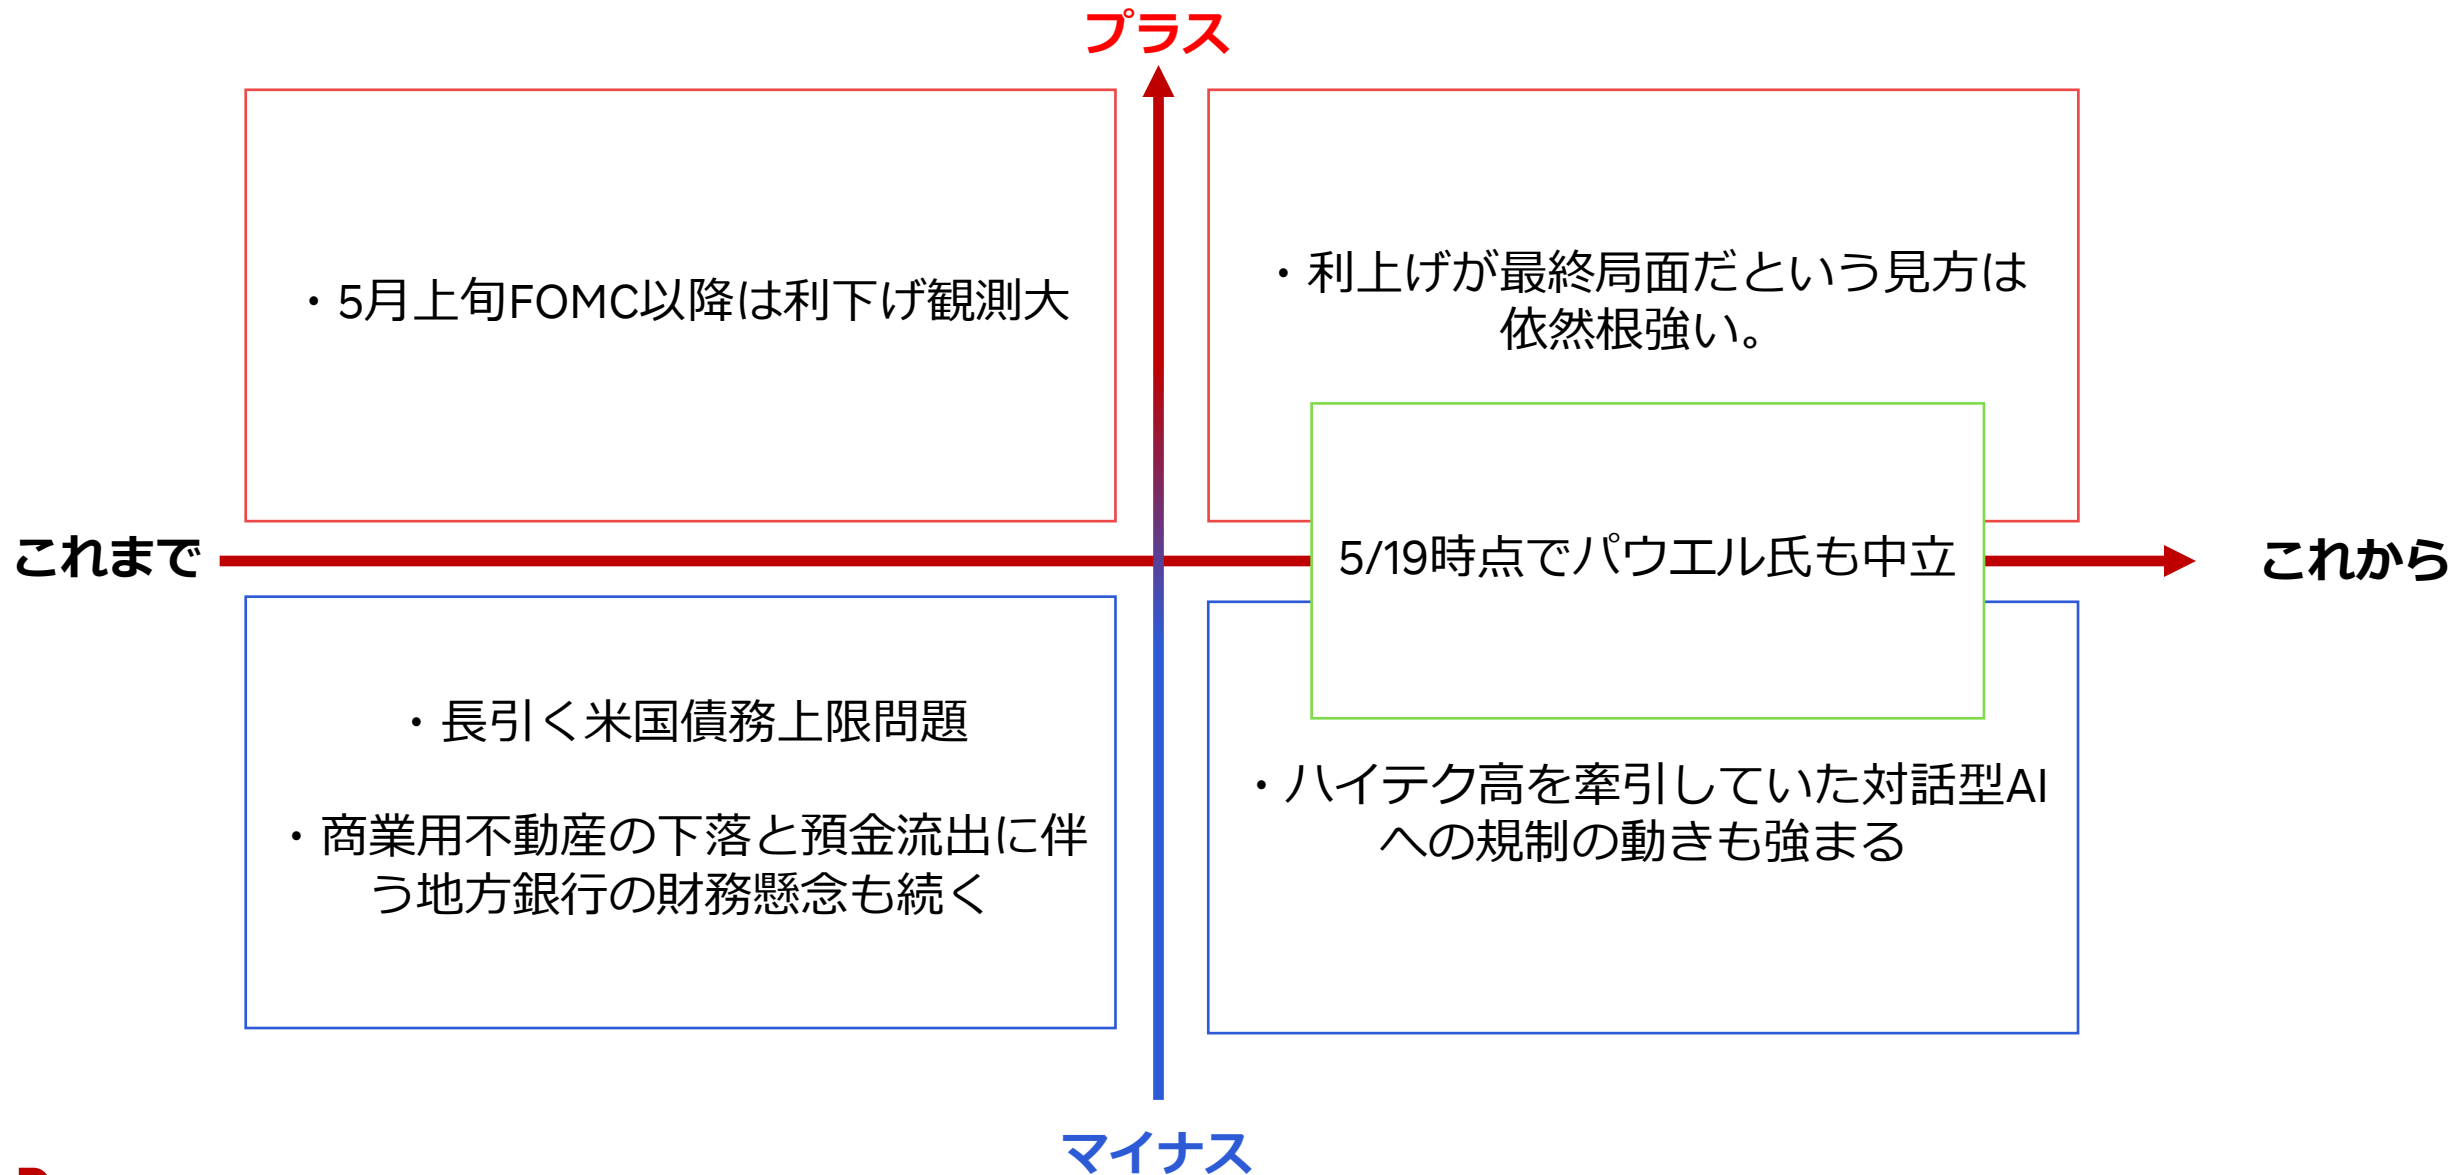 プラス
・5月上旬FOMC以降は利下げ観測大
・利上げが最終局面だという見方は
依然根強い。
これまで
5/19時点でパウエル氏も中立
これから
・長引く米国債務上限問題
・商業用不動産の下落と預金流出に伴
う地方銀行の財務懸念も続く
・ハイテク高を牽引していた対話型AI
への規制の動きも強まる
マイナス